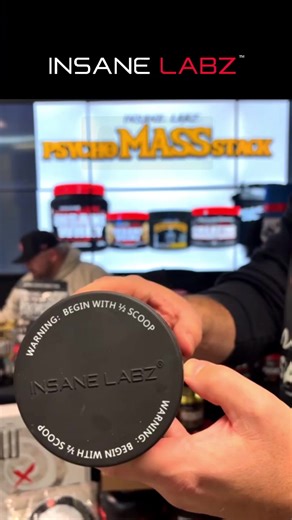 INSANE LABZ™
INSANE LABZ
PSYCHO MASS STACK
WARNING: BEGIN WITH ½ SCOOP
INSANE LABZ®
WARNING: BEGIN WITH ½ SCOOP